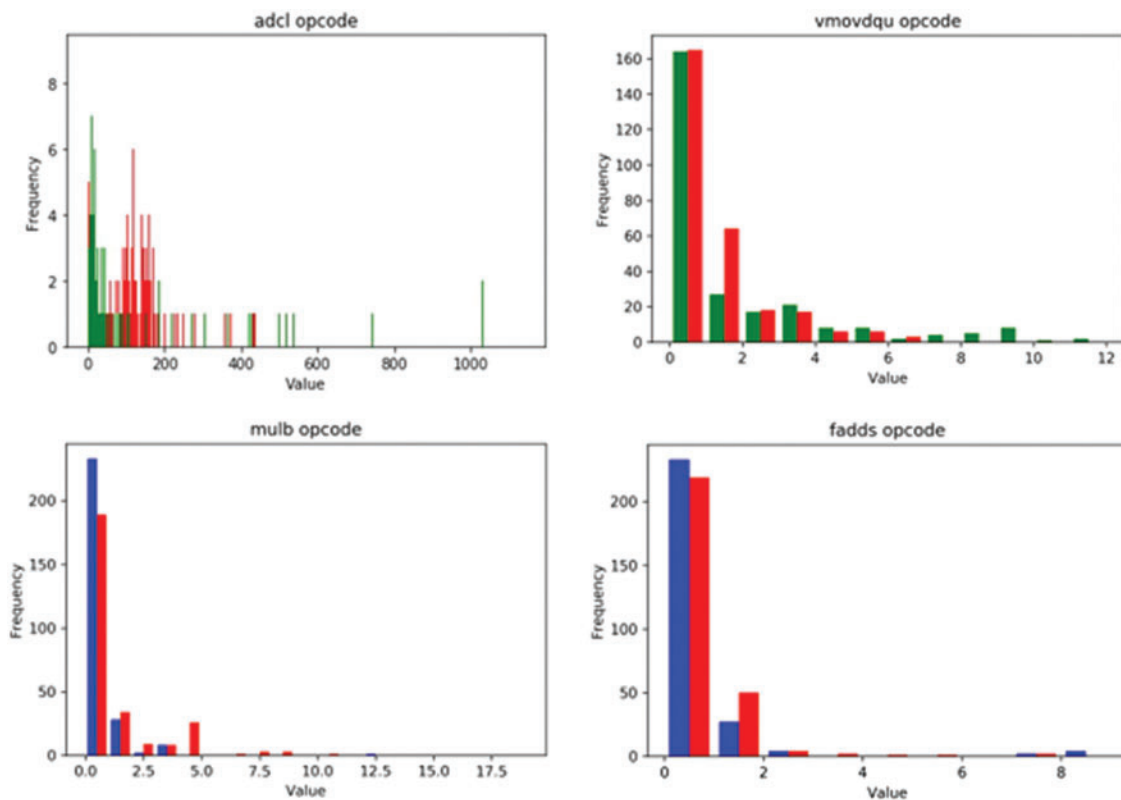 adcl opcode
8
6
4
2
0
Frequency
0 200 400 600 800 1000
Value
vmovdqu opcode
160
140
120
100
80
60
40
20
0
Frequency
0 2 4 6 8 10 12
Value
mulb opcode
200
150
100
50
0
Frequency
0.0 2.5 5.0 7.5 10.0 12.5 15.0 17.5
Value
fadds opcode
200
150
100
50
0
Frequency
0 2 4 6 8
Value